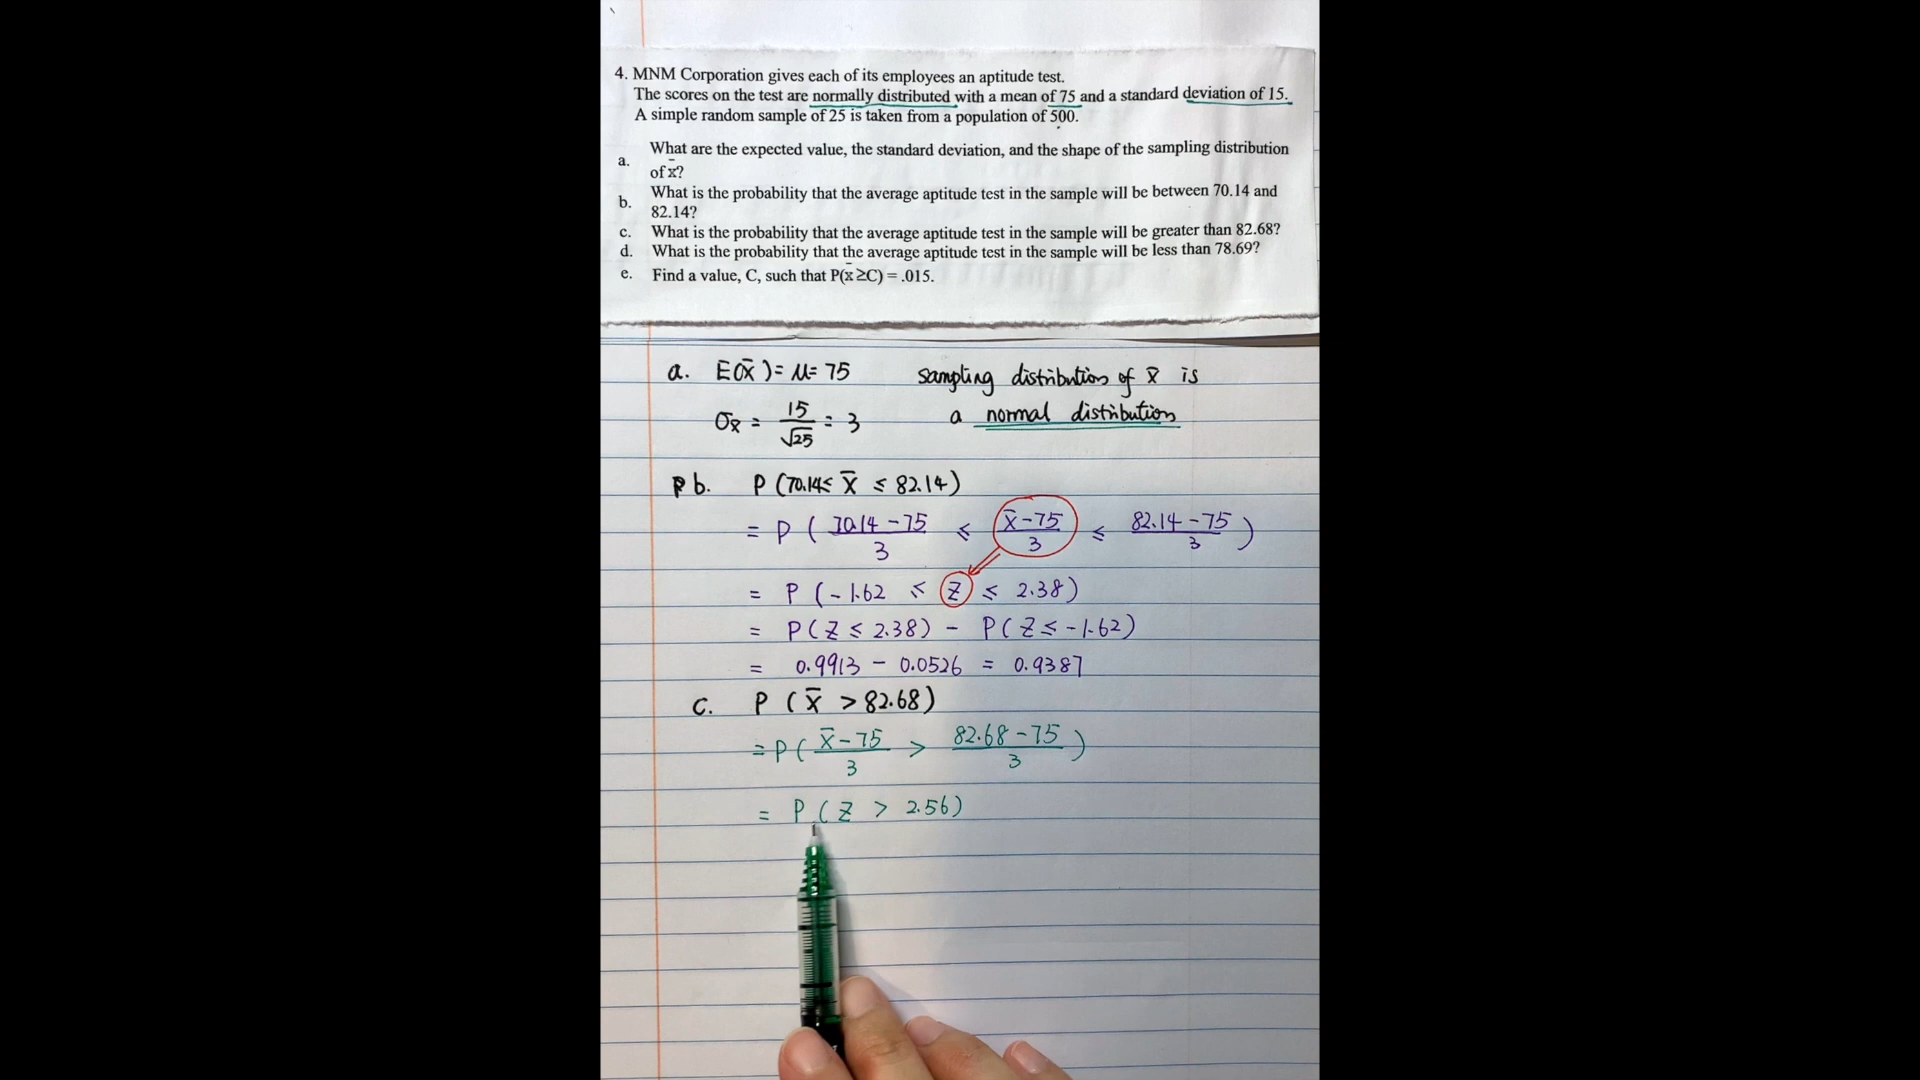 4. MNM Corporation gives each of its employees an aptitude test.
The scores on the test are normally distributed with a mean of 75 and a standard deviation of 15.
A simple random sample of 25 is taken from a population of 500.
a. What are the expected value, the standard deviation, and the shape of the sampling distribution
of x̄?
b. What is the probability that the average aptitude test in the sample will be between 70.14 and
82.14?
c. What is the probability that the average aptitude test in the sample will be greater than 82.68?
d. What is the probability that the average aptitude test in the sample will be less than 78.69?
e. Find a value, C, such that P(x̄ ≥C) = .015.
a. E(x̄) = μ = 75 sampling distribution of x̄ is
σx̄ = 15/√25 = 3 a normal distribution
b. P (70.14 ≤ x̄ ≤ 82.14)
= P ( 70.14 - 75 / 3 ≤ x̄ - 75 / 3 ≤ 82.14 - 75 / 3 )
= P (-1.62 ≤ Z ≤ 2.38)
= P(Z ≤ 2.38) - P(Z ≤ -1.62)
= 0.9913 - 0.0526 = 0.9387
c. P (x̄ > 82.68)
= P ( x̄ - 75 / 3 > 82.68 - 75 / 3 )
= P (Z > 2.56)